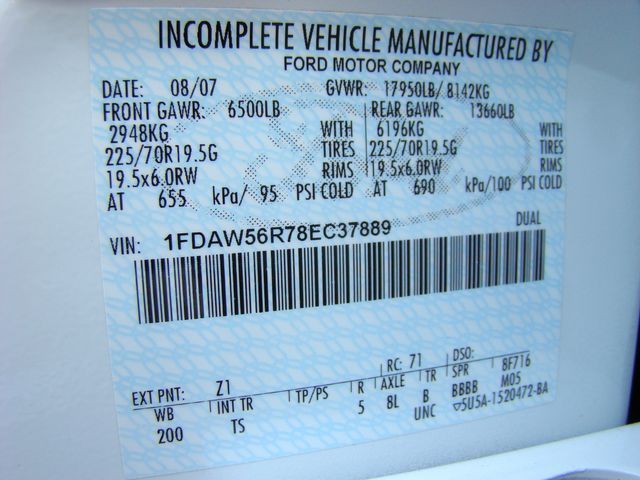 INCOMPLETE VEHICLE MANUFACTURED BY
FORD MOTOR COMPANY
DATE: 08/07 GVWR: 17950LB/ 8142KG
FRONT GAWR: 6500LB REAR GAWR: 13660LB
2948KG WITH 6196KG WITH
225/70R19.5G TIRES 225/70R19.5G TIRES
19.5x6.0RW RIMS 19.5x6.0RW RIMS
AT 655 kPa/ 95 PSI COLD AT 690 kPa/100 PSI COLD
DUAL
VIN: 1FDAW56R78EC37889
EXT PNT: Z1 RC: 71 DSO: 8F716
WB INT TR TP/PS R AXLE TR SPR M05
200 TS 5 8L B BBBB
UNC ▽5U5A-1520472-BA